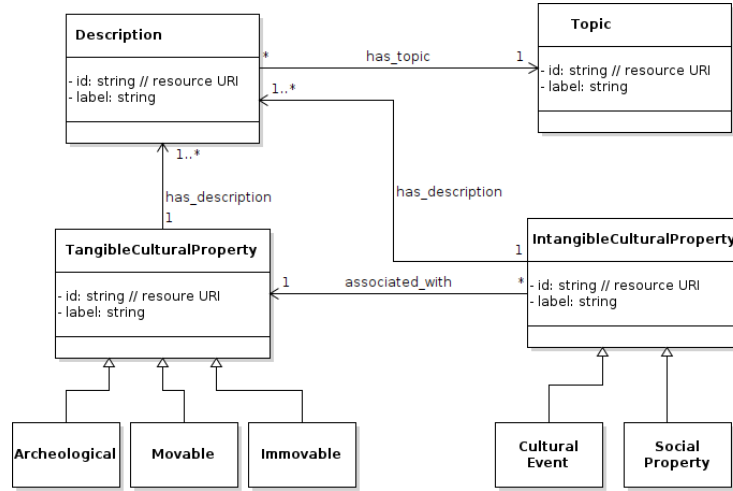 Description
- id: string // resource URI
- label: string
Topic
- id: string // resource URI
- label: string
*
has_topic
1
1..*
1..*
has_description
1
has_description
1
TangibleCulturalProperty
- id: string // resoure URI
- label: string
IntangibleCulturalProperty
- id: string // resource URI
- label: string
1
associated_with
*
Archeological
Movable
Immovable
Cultural
Event
Social
Property